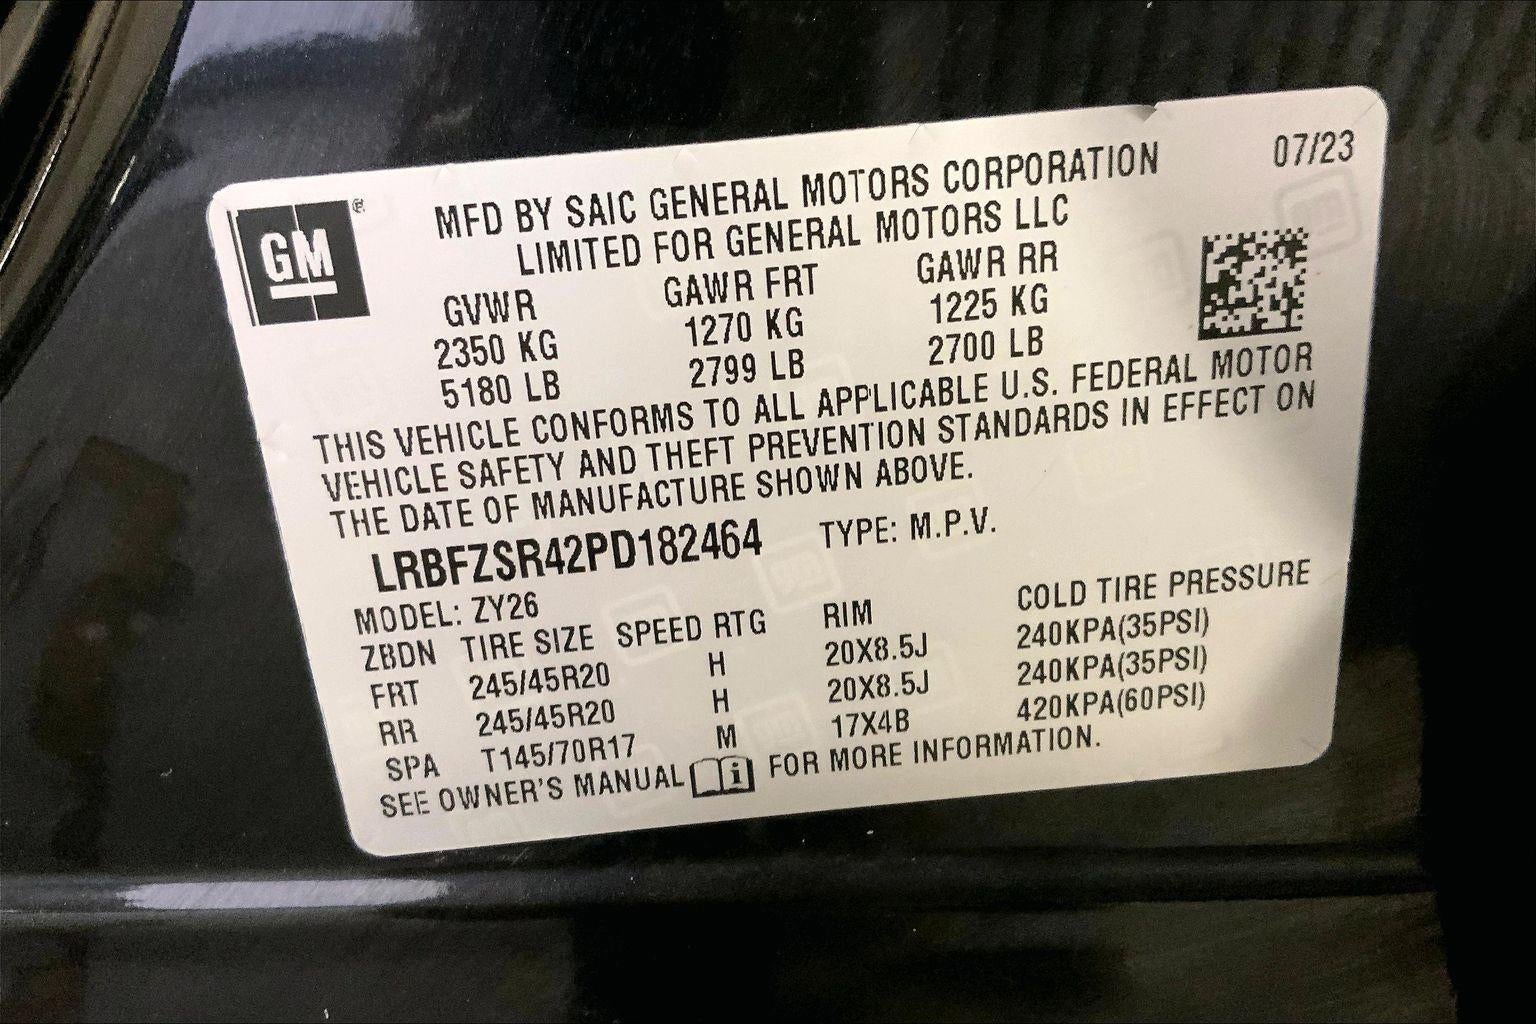 GM®
MFD BY SAIC GENERAL MOTORS CORPORATION 07/23
LIMITED FOR GENERAL MOTORS LLC
GVWR GAWR FRT GAWR RR
2350 KG 1270 KG 1225 KG
5180 LB 2799 LB 2700 LB
THIS VEHICLE CONFORMS TO ALL APPLICABLE U.S. FEDERAL MOTOR
VEHICLE SAFETY AND THEFT PREVENTION STANDARDS IN EFFECT ON
THE DATE OF MANUFACTURE SHOWN ABOVE.
LRBFZSR42PD182464 TYPE: M.P.V.
MODEL: ZY26
ZBDN TIRE SIZE SPEED RTG RIM COLD TIRE PRESSURE
FRT 245/45R20 H 20X8.5J 240KPA(35PSI)
RR 245/45R20 H 20X8.5J 240KPA(35PSI)
SPA T145/70R17 M 17X4B 420KPA(60PSI)
SEE OWNER'S MANUAL i FOR MORE INFORMATION.